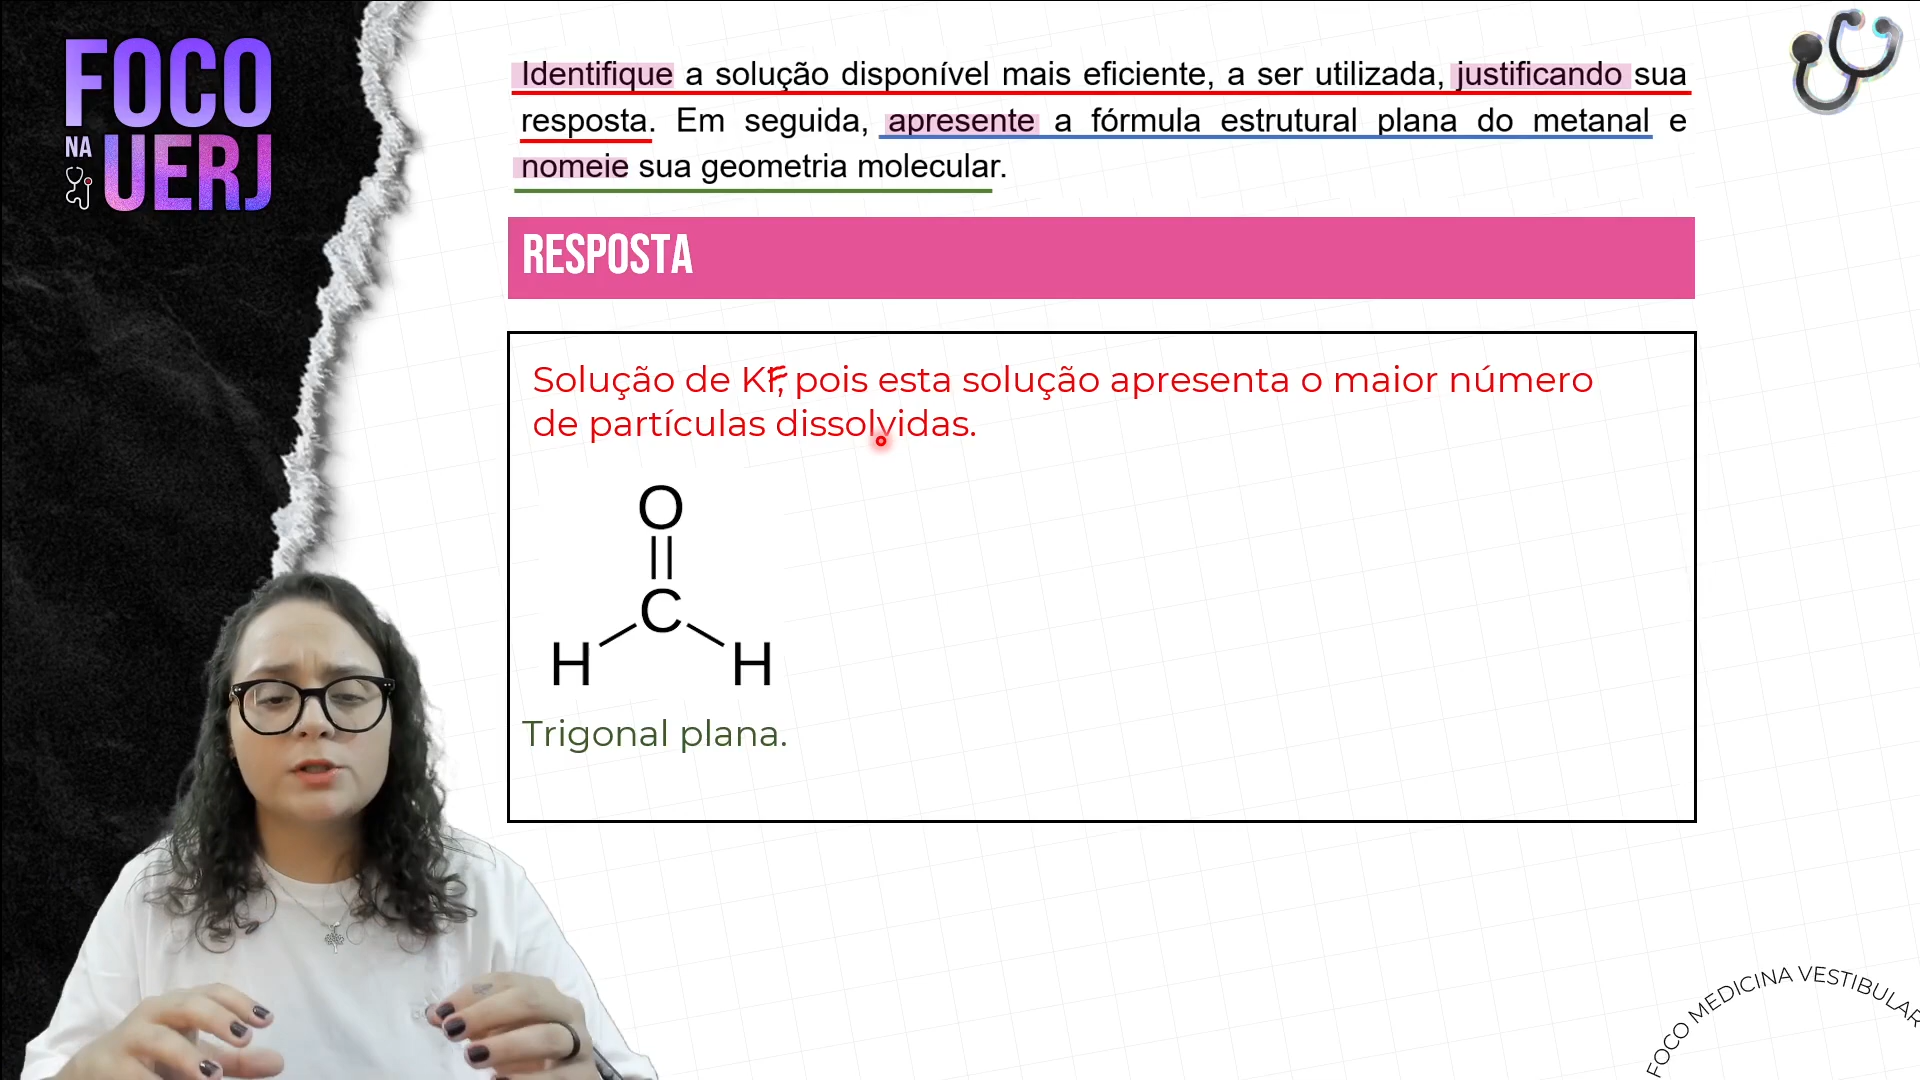 FOCO
NA
UERJ
Identifique a solução disponível mais eficiente, a ser utilizada, justificando sua
resposta. Em seguida, apresente a fórmula estrutural plana do metanal e
nomeie sua geometria molecular.
RESPOSTA
Solução de KF, pois esta solução apresenta o maior número
de partículas dissolvidas.
O
C
H H
Trigonal plana.
FOCO MEDICINA VESTIBULAR